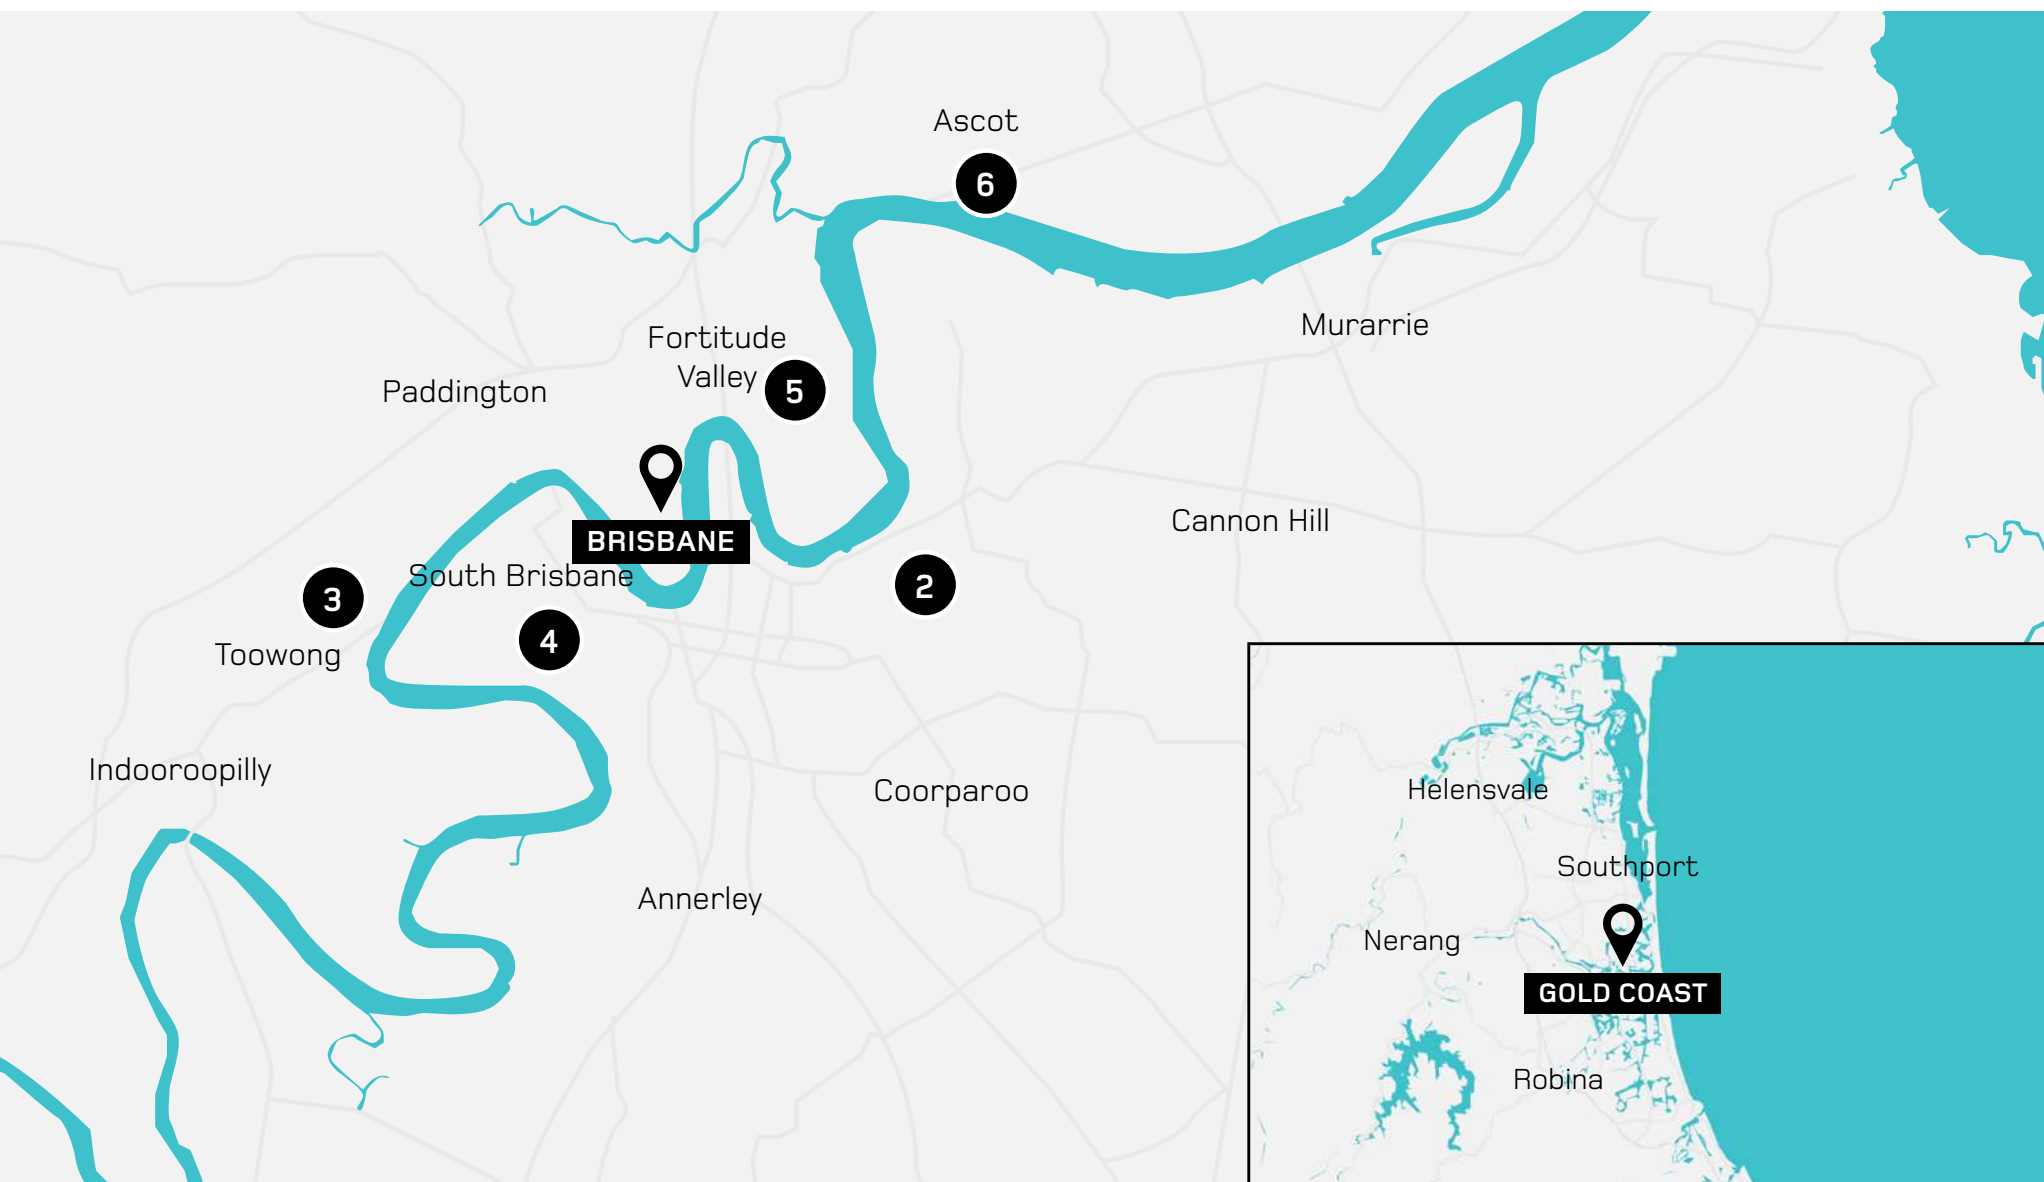 Ascot
6
Murarrie
Fortitude
Valley
5
Paddington
BRISBANE
Cannon Hill
South Brisbane
2
3
4
Toowong
Indooroopilly
Coorparoo
Annerley
Helensvale
Southport
Nerang
GOLD COAST
Robina